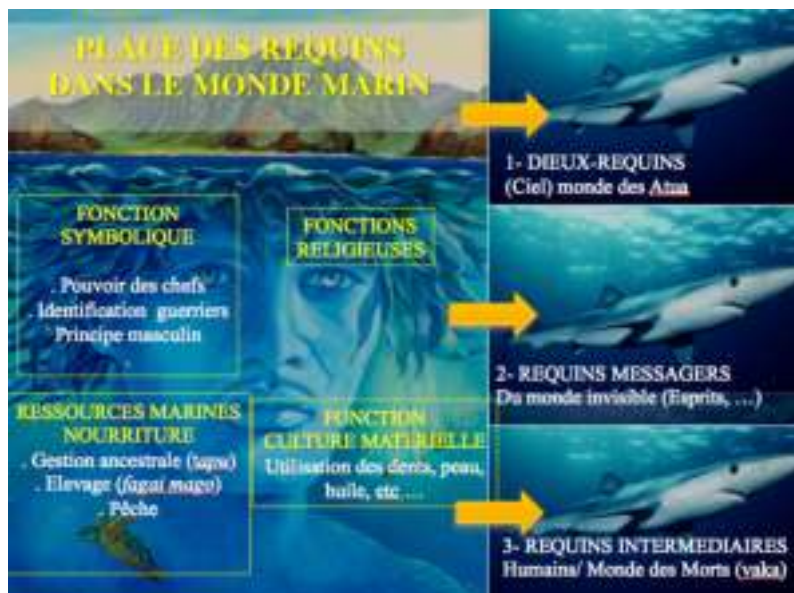 PLACE DES REQUINS
DANS LE MONDE MARIN
FONCTION
SYMBOLIQUE
. Pouvoir des chefs
. Identification guerriers
Principe masculin
FONCTIONS
RELIGIEUSES
RESSOURCES MARINES
NOURRITURE
. Gestion ancestrale (tapu)
. Elevage (fagai mago)
. Pêche
FONCTION
CULTURE MATERIELLE
Utilisation des dents, peau,
huile, etc ...
1- DIEUX-REQUINS
(Ciel) monde des Atua
2- REQUINS MESSAGERS
Du monde invisible (Esprits, ...)
3- REQUINS INTERMEDIAIRES
Humains/ Monde des Morts (vaka)